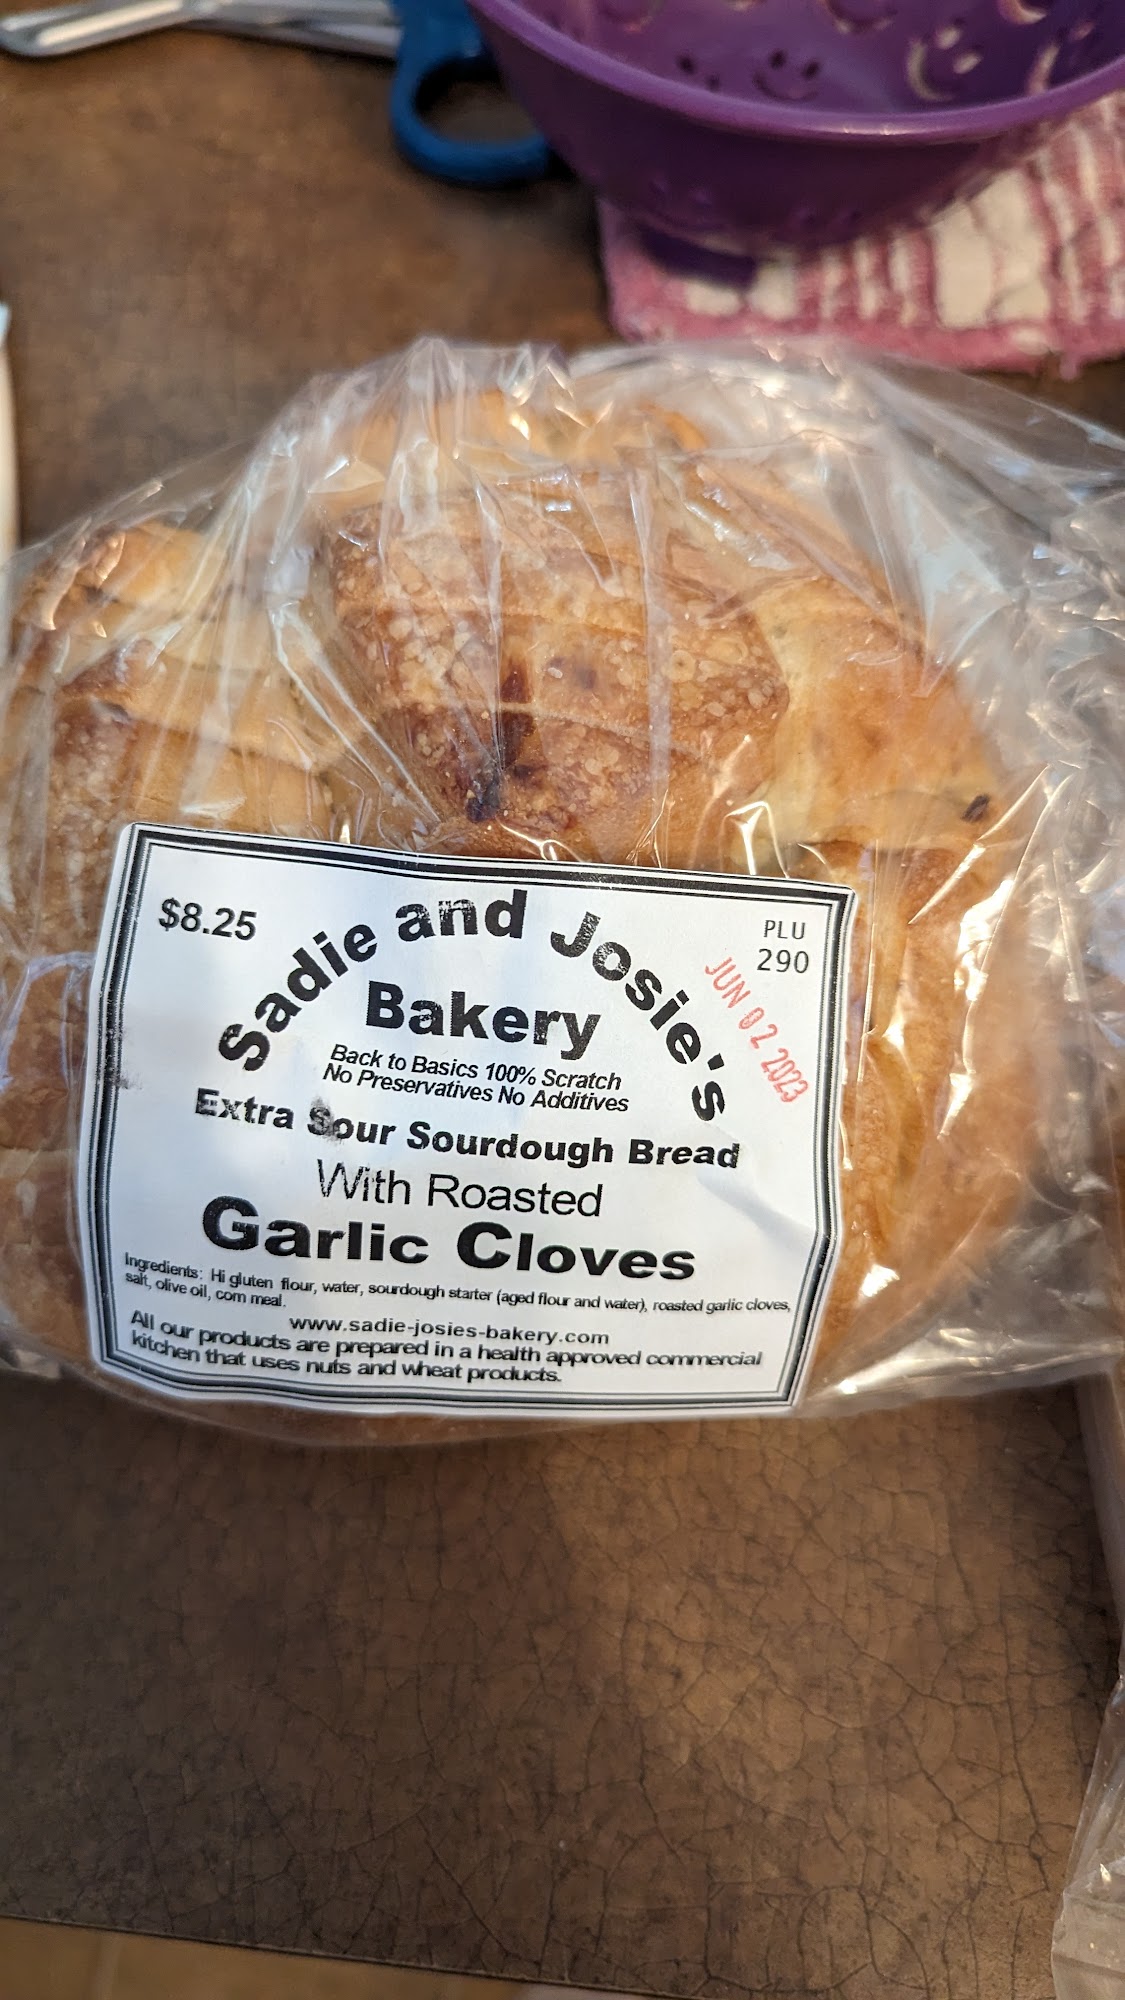 $8.25
PLU
290
JUN 02 2023
Sadie and Josie's
Bakery
Back to Basics 100% Scratch
No Preservatives No Additives
Extra Sour Sourdough Bread
With Roasted
Garlic Cloves
Ingredients: Hi gluten flour, water, sourdough starter (aged flour and water), roasted garlic cloves,
salt, olive oil, corn meal.
www.sadie-josies-bakery.com
All our products are prepared in a health approved commercial
kitchen that uses nuts and wheat products.